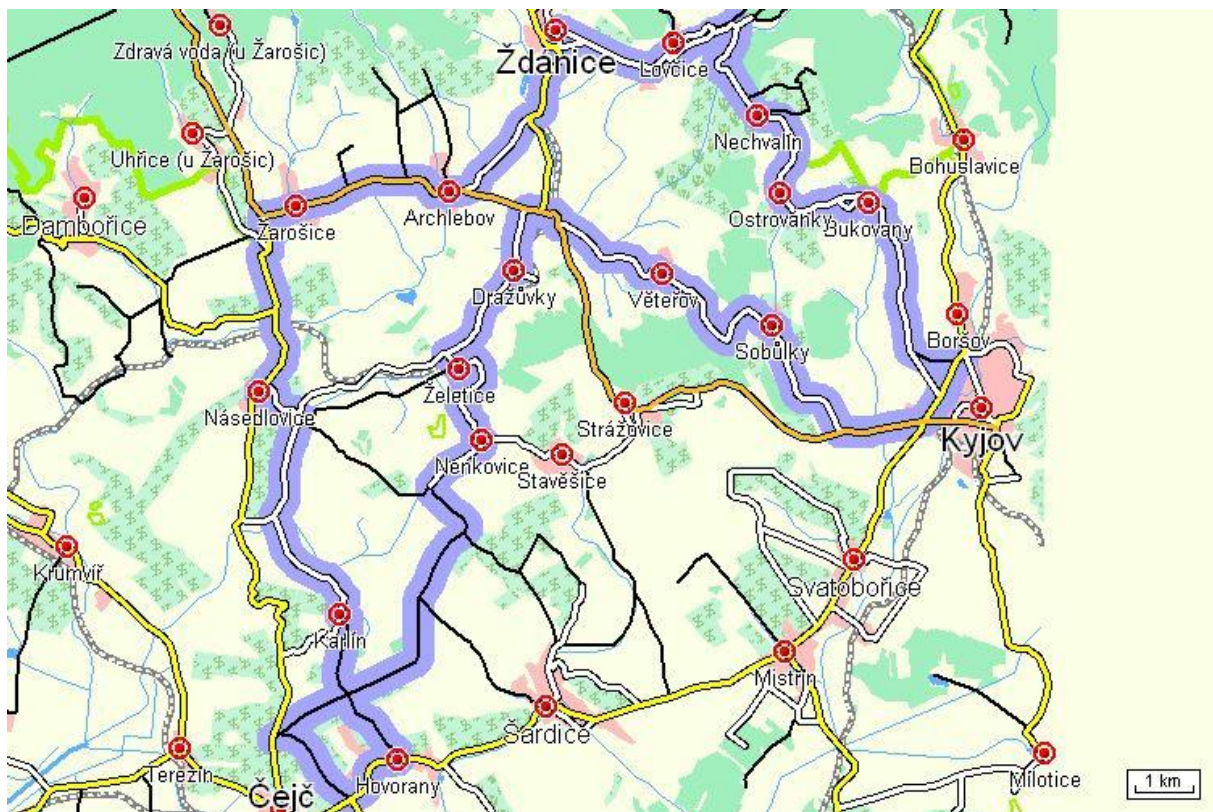 Zdravá voda (u Žarošic)
Ždánice
Lovčice
Nechvalín
Uhřice (u Žarošic)
Bohuslavice
Dambořice
Žarošice
Archlebov
Ostrovánky
Bukovany
Dražůvky
Věteřov
Boršov
Sobůlky
Želetice
Násedlovice
Strážovice
Kyjov
Nenkovice
Stavěšice
Krumvíř
Svatobořice
Karlín
Mistřín
Šardice
Terezín
Hovorany
Milotice
Čejč
1 km